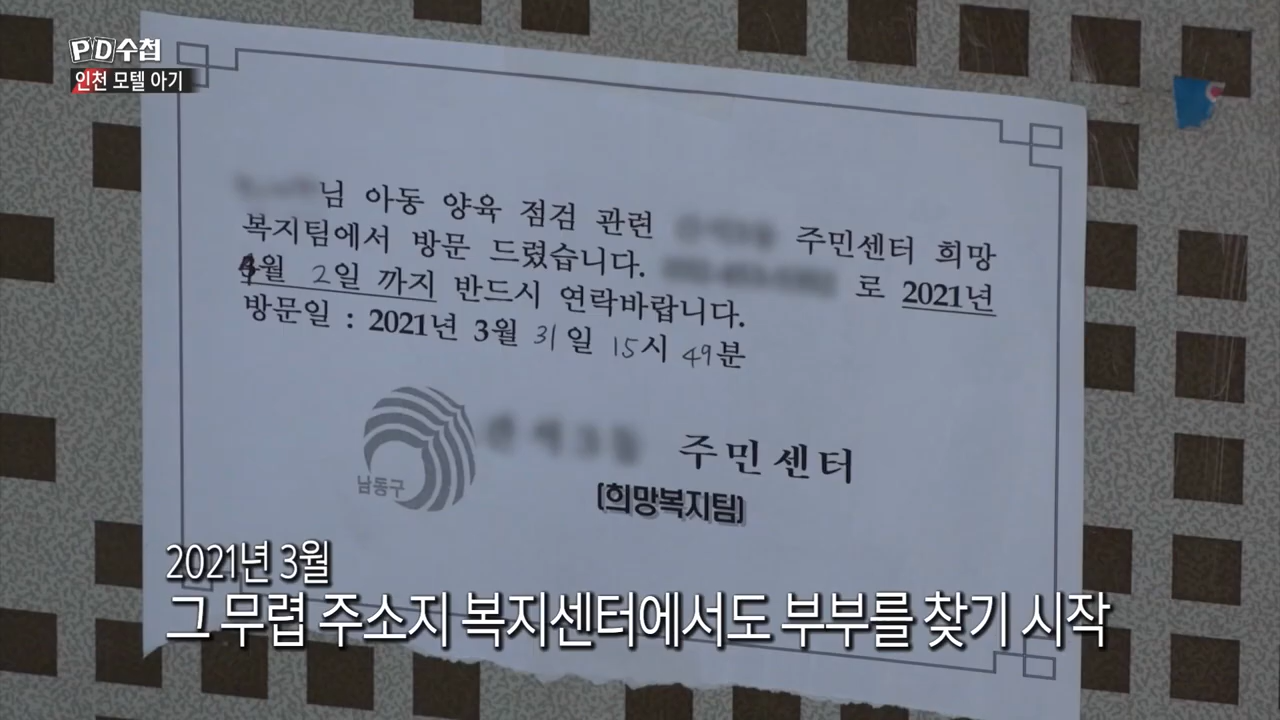 PD수첩
인천 모텔 아기
님 아동 양육 점검 관련 주민센터 희망
복지팀에서 방문 드렸습니다. 로 2021년
4월 2일 까지 반드시 연락바랍니다.
방문일 : 2021년 3월 31일 15시 49분
남동구
주민센터
(희망복지팀)
2021년 3월
그 무렵 주소지 복지센터에서도 부부를 찾기 시작